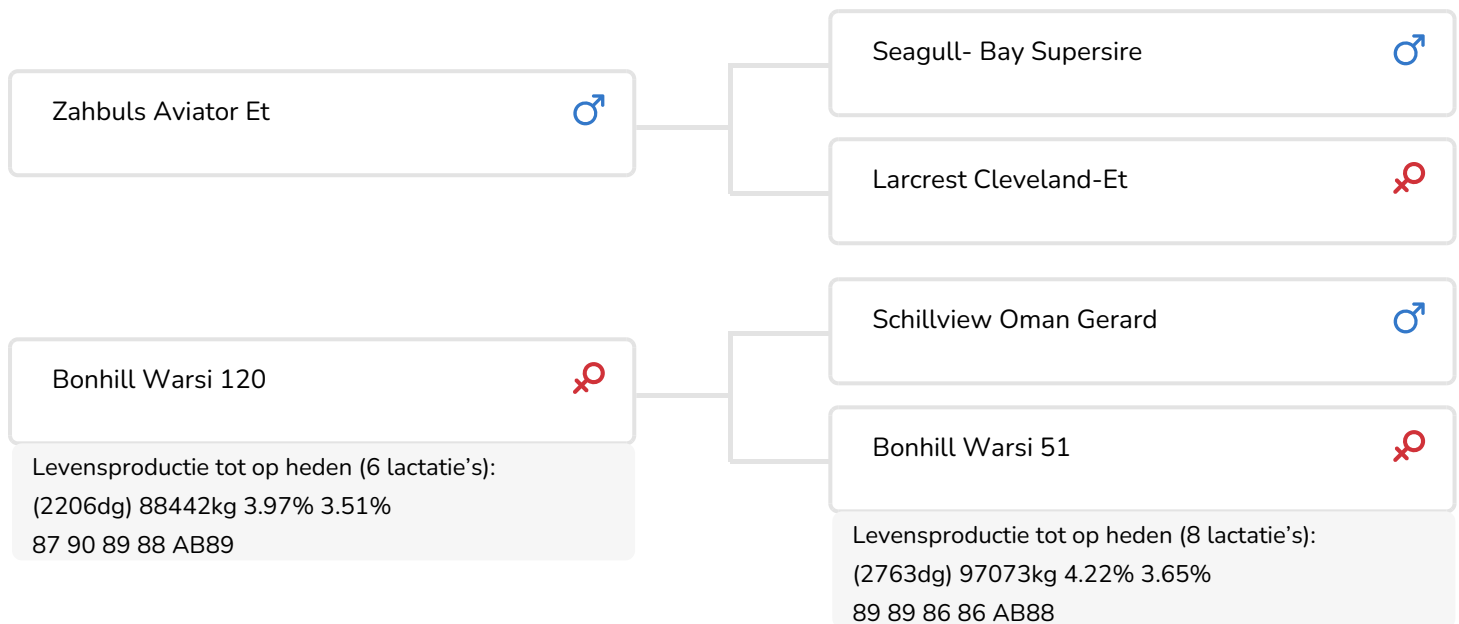 Zahbuls Aviator Et
Seagull- Bay Supersire
Larcrest Cleveland-Et
Bonhill Warsi 120
Levensproductie tot op heden (6 lactatie’s):
(2206dg) 88442kg 3.97% 3.51%
87 90 89 88 AB89
Schillview Oman Gerard
Bonhill Warsi 51
Levensproductie tot op heden (8 lactatie’s):
(2763dg) 97073kg 4.22% 3.65%
89 89 86 86 AB88